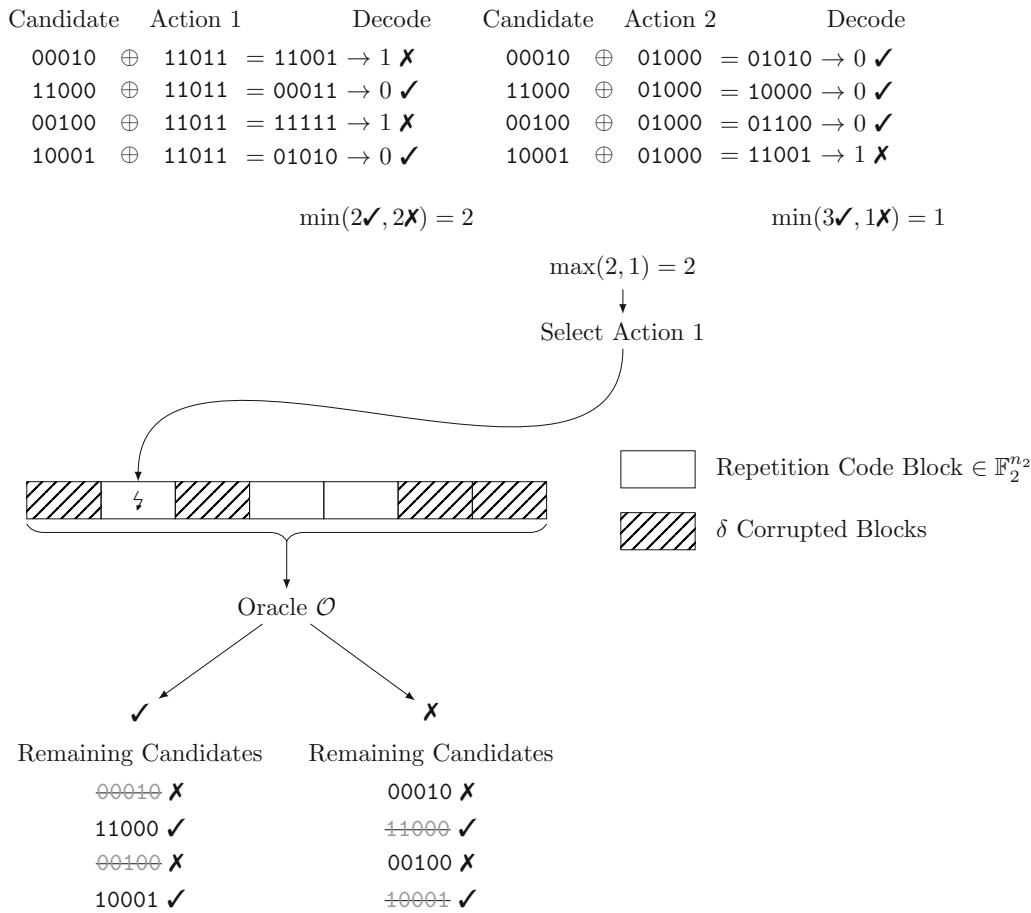 Candidate Action 1 Decode Candidate Action 2 Decode
00010 ⊕ 11011 = 11001 → 1 ✗ 00010 ⊕ 01000 = 01010 → 0 ✓
11000 ⊕ 11011 = 00011 → 0 ✓ 11000 ⊕ 01000 = 10000 → 0 ✓
00100 ⊕ 11011 = 11111 → 1 ✗ 00100 ⊕ 01000 = 01100 → 0 ✓
10001 ⊕ 11011 = 01010 → 0 ✓ 10001 ⊕ 01000 = 11001 → 1 ✗
min(2✓, 2✗) = 2 min(3✓, 1✗) = 1
max(2, 1) = 2
Select Action 1
Repetition Code Block ∈ 𝔽₂^{n₂}
δ Corrupted Blocks
Oracle 𝒪
✓ ✗
Remaining Candidates Remaining Candidates
00010 ✗ 00010 ✗
11000 ✓ 11000 ✓
00100 ✗ 00100 ✗
10001 ✓ 10001 ✓